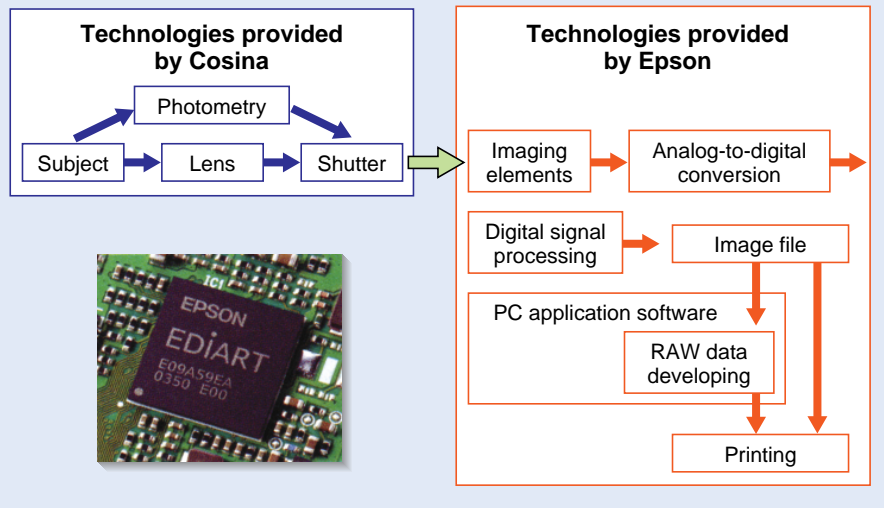 Technologies provided
by Cosina
Photometry
Subject
Lens
Shutter
Technologies provided
by Epson
Imaging
elements
Analog-to-digital
conversion
Digital signal
processing
Image file
PC application software
RAW data
developing
Printing
IC1
EPSON
EDiART
E09A59EA
0350 E00